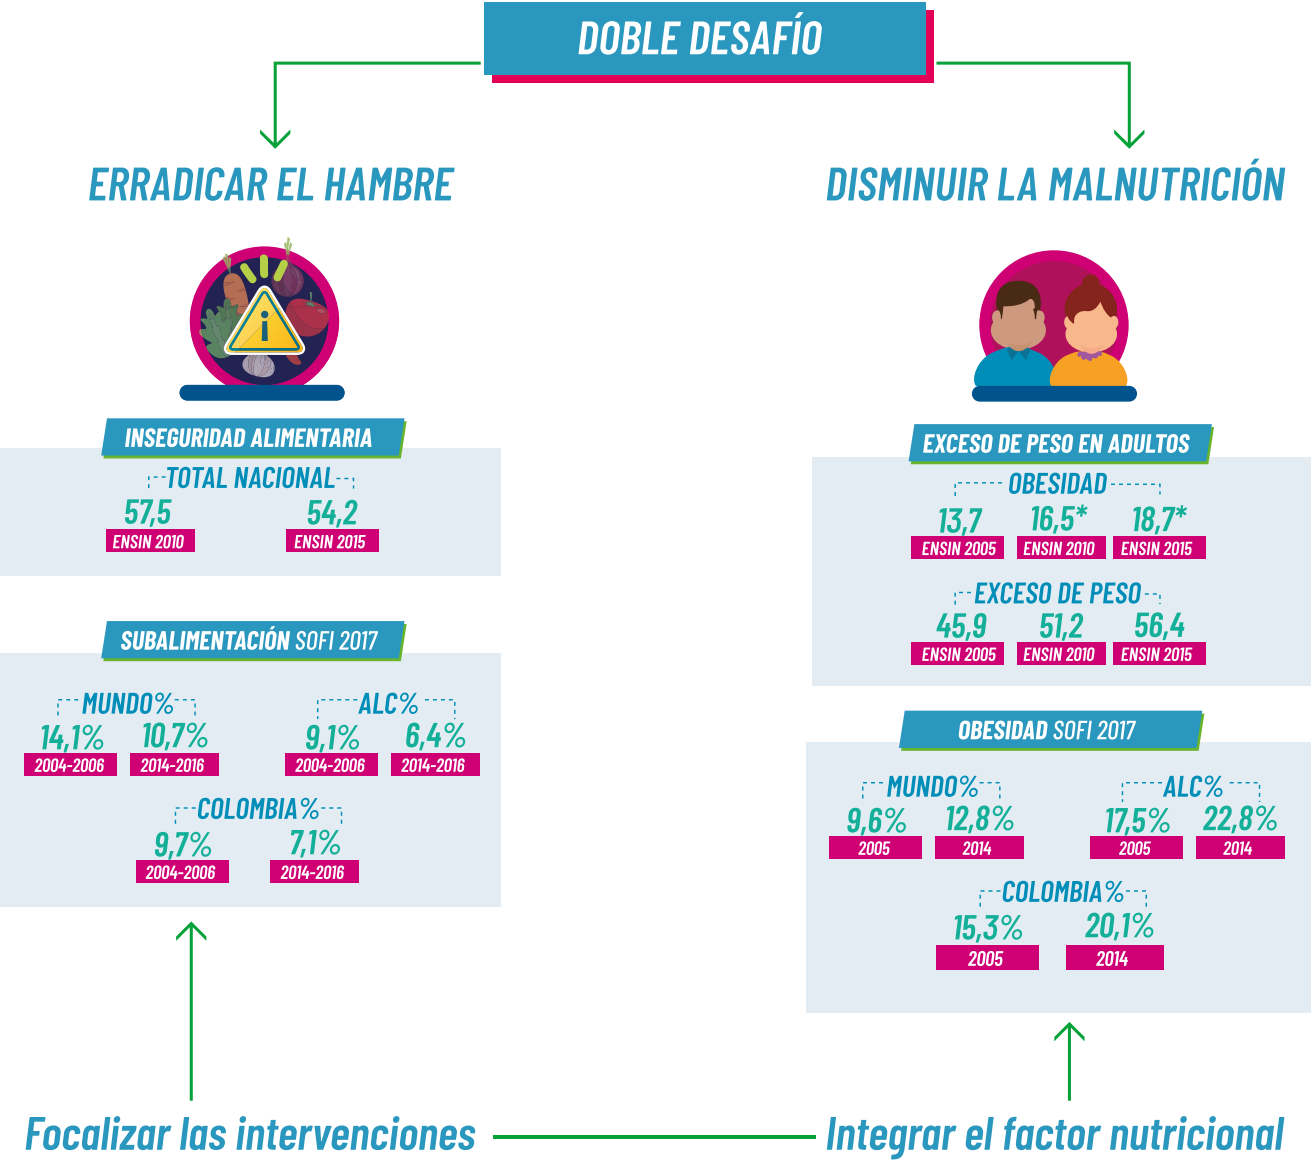 DOBLE DESAFÍO
ERRADICAR EL HAMBRE
INSEGURIDAD ALIMENTARIA
TOTAL NACIONAL
57,5 54,2
ENSIN 2010 ENSIN 2015
SUBALIMENTACIÓN SOFI 2017
MUNDO% ALC%
14,1% 10,7% 9,1% 6,4%
2004-2006 2014-2016 2004-2006 2014-2016
COLOMBIA%
9,7% 7,1%
2004-2006 2014-2016
Focalizar las intervenciones
DISMINUIR LA MALNUTRICIÓN
EXCESO DE PESO EN ADULTOS
OBESIDAD
13,7 16,5* 18,7*
ENSIN 2005 ENSIN 2010 ENSIN 2015
EXCESO DE PESO
45,9 51,2 56,4
ENSIN 2005 ENSIN 2010 ENSIN 2015
OBESIDAD SOFI 2017
MUNDO% ALC%
9,6% 12,8% 17,5% 22,8%
2005 2014 2005 2014
COLOMBIA%
15,3% 20,1%
2005 2014
Integrar el factor nutricional